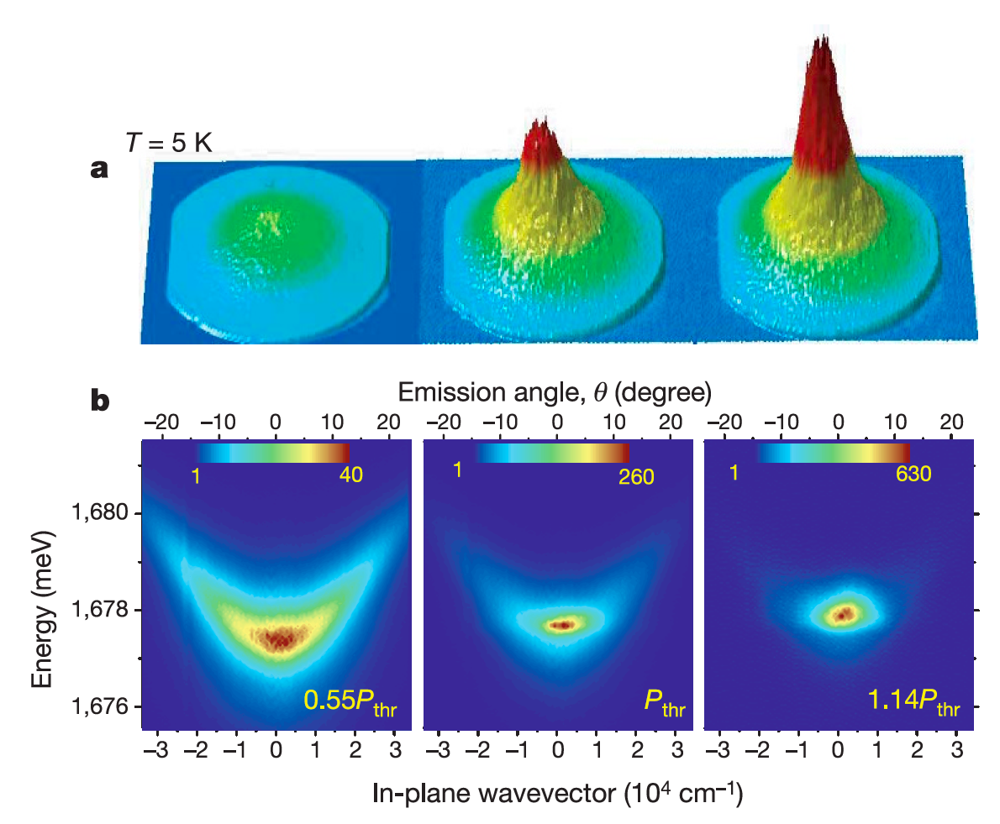 T = 5 K
a
b
Emission angle, θ (degree)
–20 –10 0 10 20 –20 –10 0 10 20 –20 –10 0 10 20
1 40 1 260 1 630
Energy (meV)
1,680
1,678
1,676
0.55Pthr Pthr 1.14Pthr
–3 –2 –1 0 1 2 3 –3 –2 –1 0 1 2 3 –3 –2 –1 0 1 2 3
In-plane wavevector (10⁴ cm⁻¹)